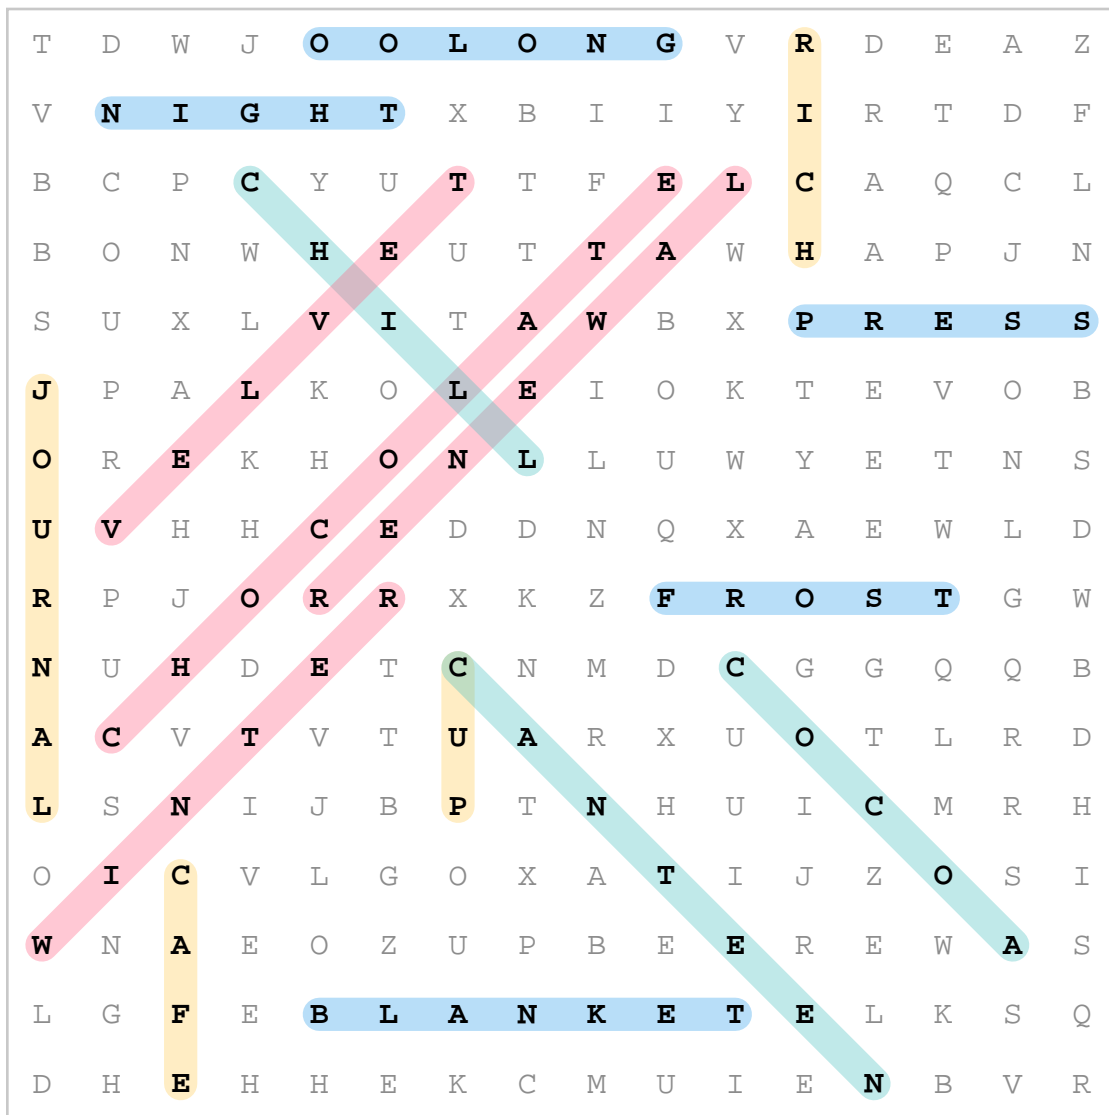 T D W J O O L O N G V R D E A Z
V N I G H T X B I I Y I R T D F
B C P C Y U T T F E L C A Q C L
B O N W H E U T T A W H A P J N
S U X L V I T A W B X P R E S S
J P A L K O L E I O K T E V O B
O R E K H O N L L U W Y E T N S
U V H H C E D D N Q X A E W L D
R P J O R R X K Z F R O S T G W
N U H D E T C N M D C G G Q Q B
A C V T V T U A R X U O T L R D
L S N I J B P T N H U I C M R H
O I C V L G O X A T I J Z O S I
W N A E O Z U P B E E R E W A S
L G F E B L A N K E T E L K S Q
D H E H H E K C M U I E N B V R